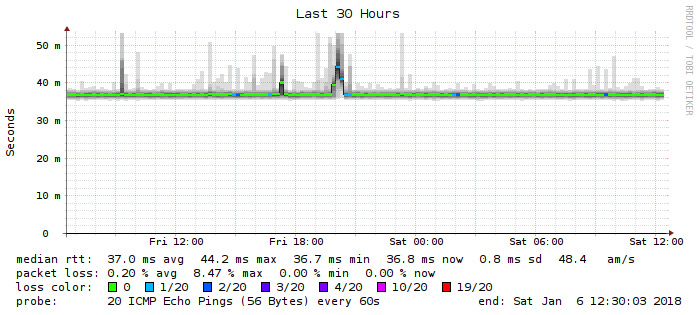 Last 30 Hours
RRDTOOL / TOBI OETIKER
Seconds
50 m
40 m
30 m
20 m
10 m
0
Fri 12:00 Fri 18:00 Sat 00:00 Sat 06:00 Sat 12:00
median rtt: 37.0 ms avg 44.2 ms max 36.7 ms min 36.8 ms now 0.8 ms sd 48.4 am/s
packet loss: 0.20 % avg 8.47 % max 0.00 % min 0.00 % now
loss color: 0 1/20 2/20 3/20 4/20 10/20 19/20
probe: 20 ICMP Echo Pings (56 Bytes) every 60s end: Sat Jan 6 12:30:03 2018